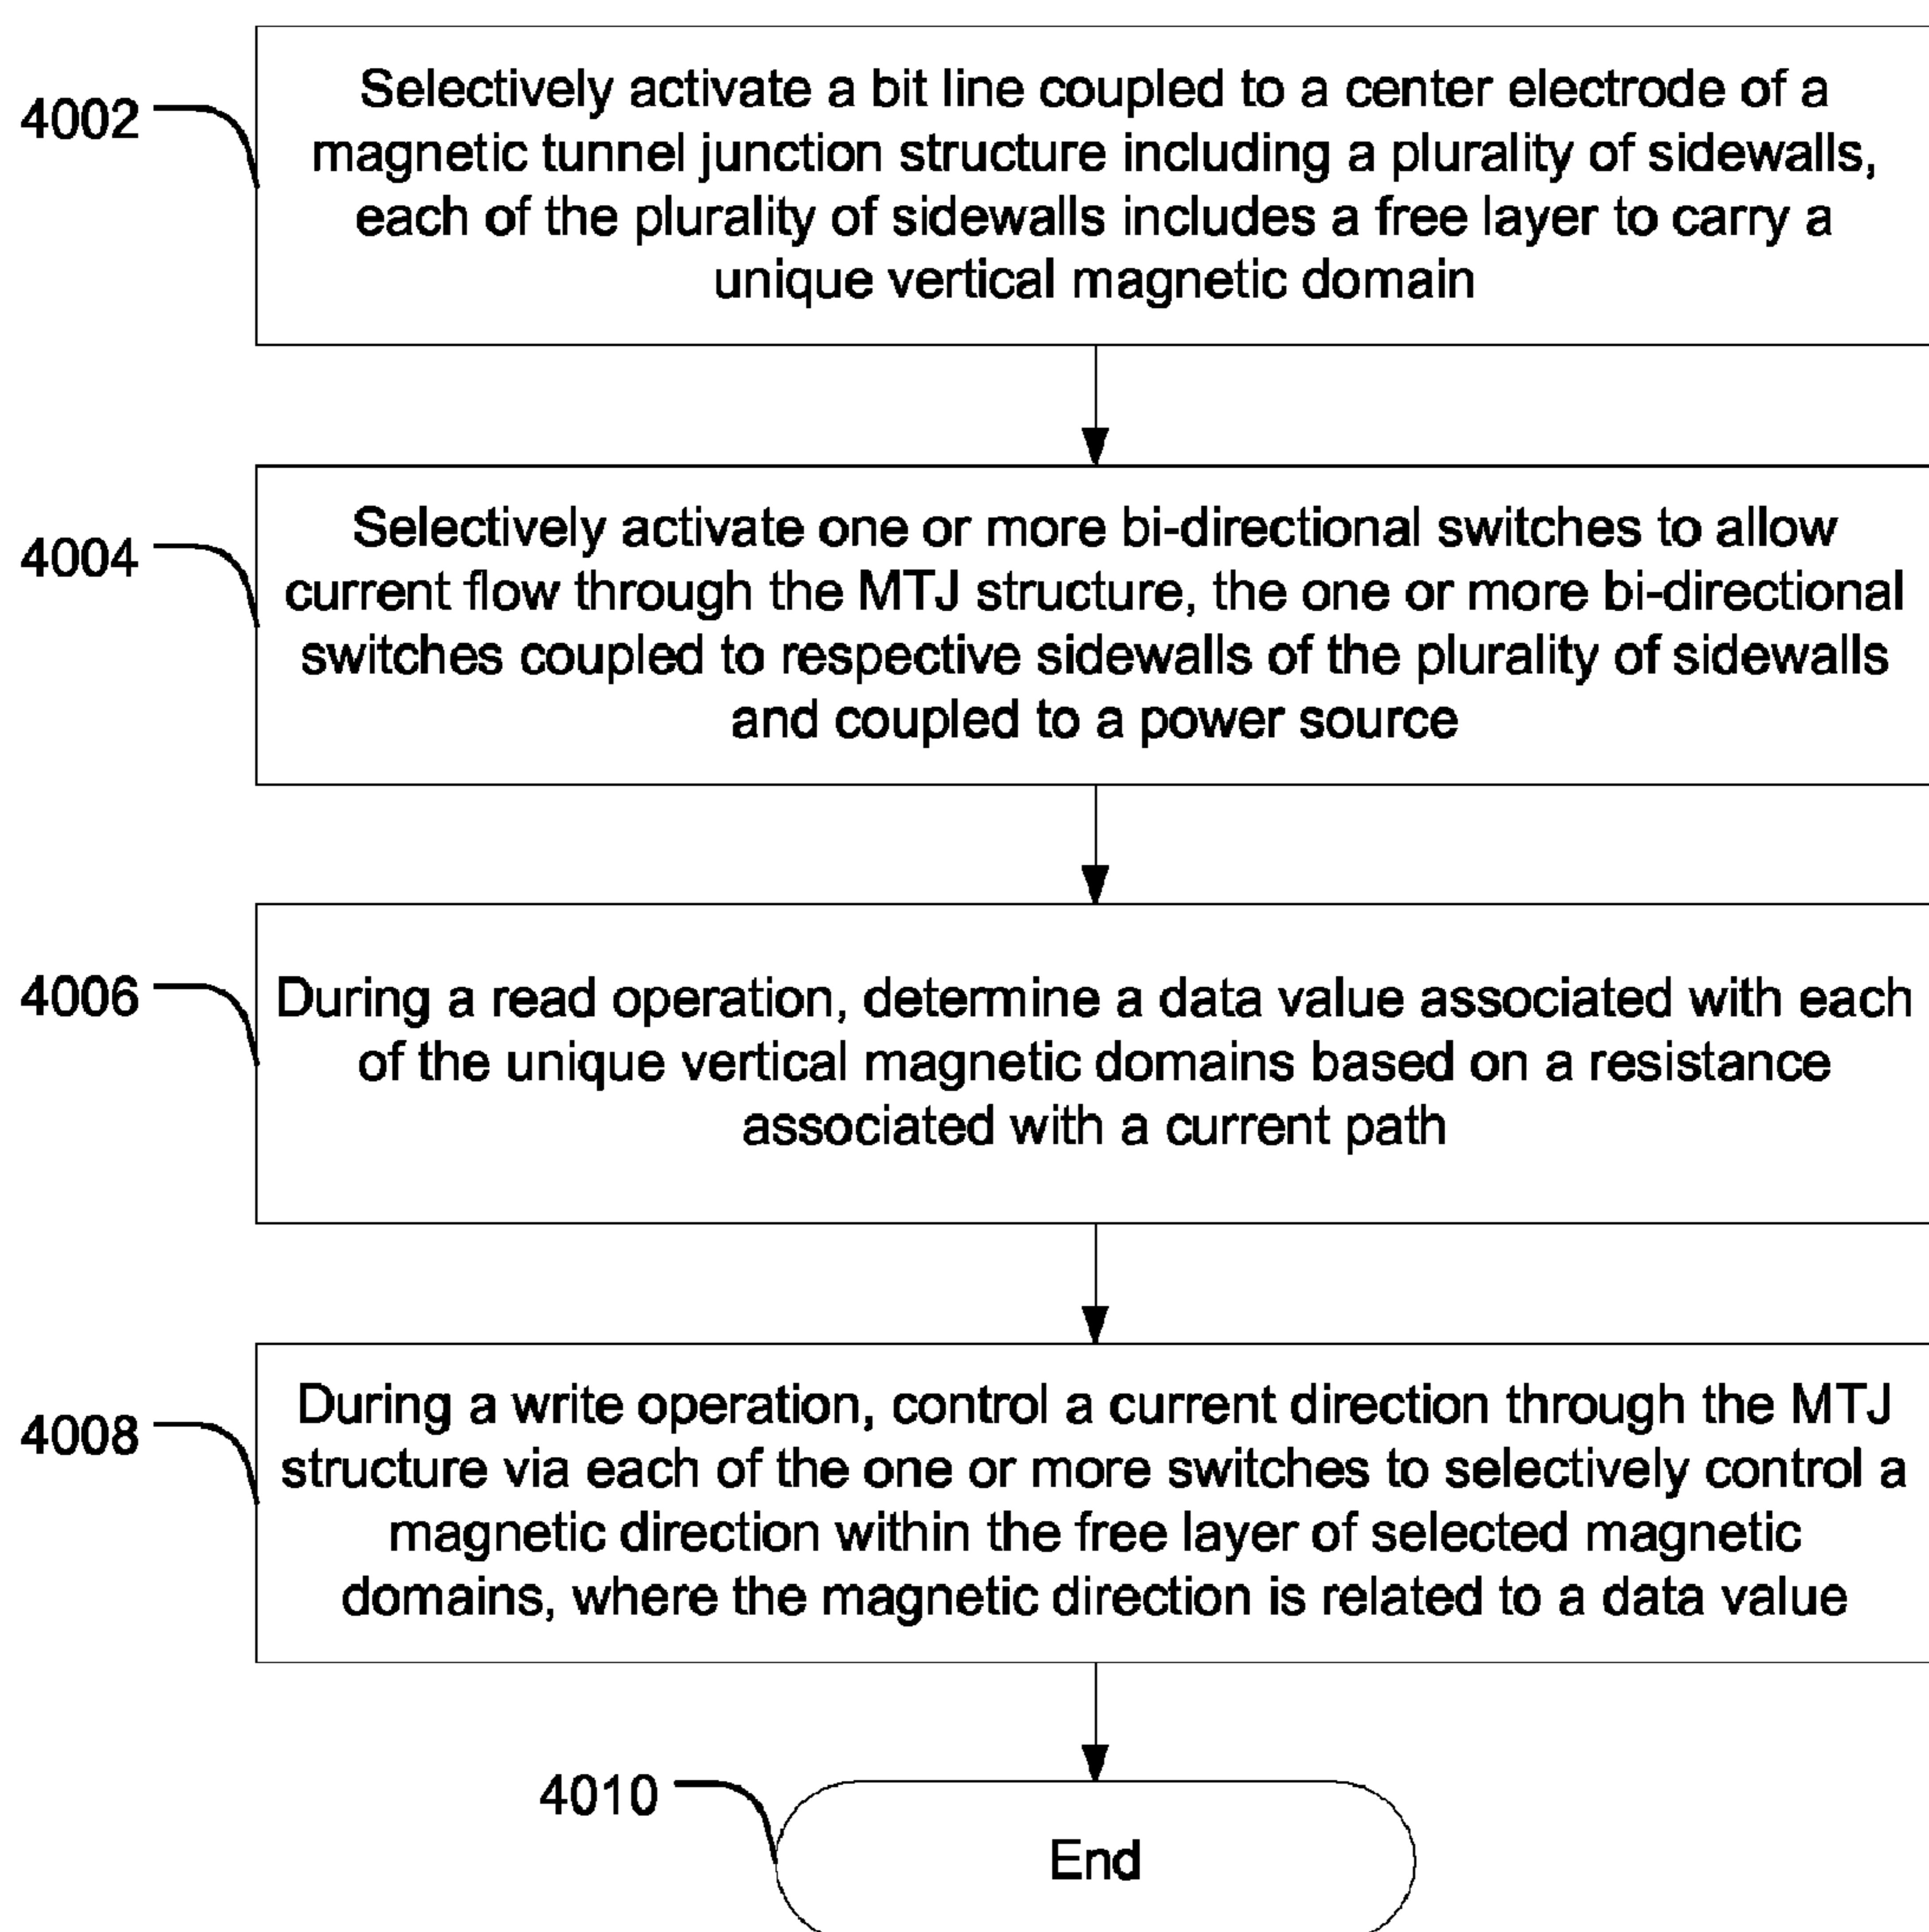 4002
Selectively activate a bit line coupled to a center electrode of a
magnetic tunnel junction structure including a plurality of sidewalls,
each of the plurality of sidewalls includes a free layer to carry a
unique vertical magnetic domain
4004
Selectively activate one or more bi-directional switches to allow
current flow through the MTJ structure, the one or more bi-directional
switches coupled to respective sidewalls of the plurality of sidewalls
and coupled to a power source
4006
During a read operation, determine a data value associated with each
of the unique vertical magnetic domains based on a resistance
associated with a current path
4008
During a write operation, control a current direction through the MTJ
structure via each of the one or more switches to selectively control a
magnetic direction within the free layer of selected magnetic
domains, where the magnetic direction is related to a data value
4010
End